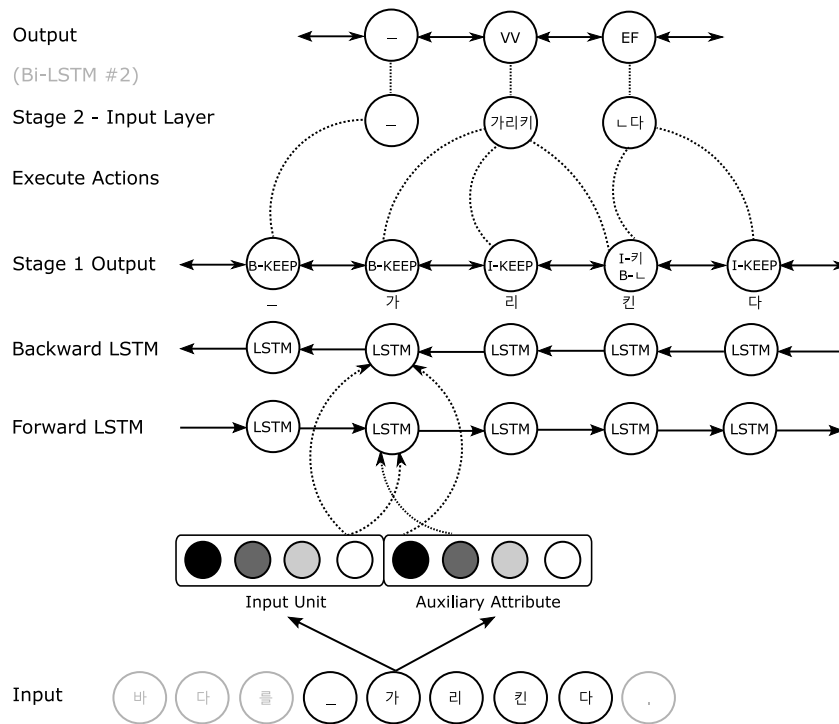 Output _ VV EF
(Bi-LSTM #2)
Stage 2 - Input Layer _ 가리키 ㄴ다
Execute Actions
Stage 1 Output B-KEEP B-KEEP I-KEEP I-키 B-ㄴ I-KEEP
_ 가 리 킨 다
Backward LSTM LSTM LSTM LSTM LSTM LSTM
Forward LSTM LSTM LSTM LSTM LSTM LSTM
Input Unit Auxiliary Attribute
Input 바 다 를 _ 가 리 킨 다 .